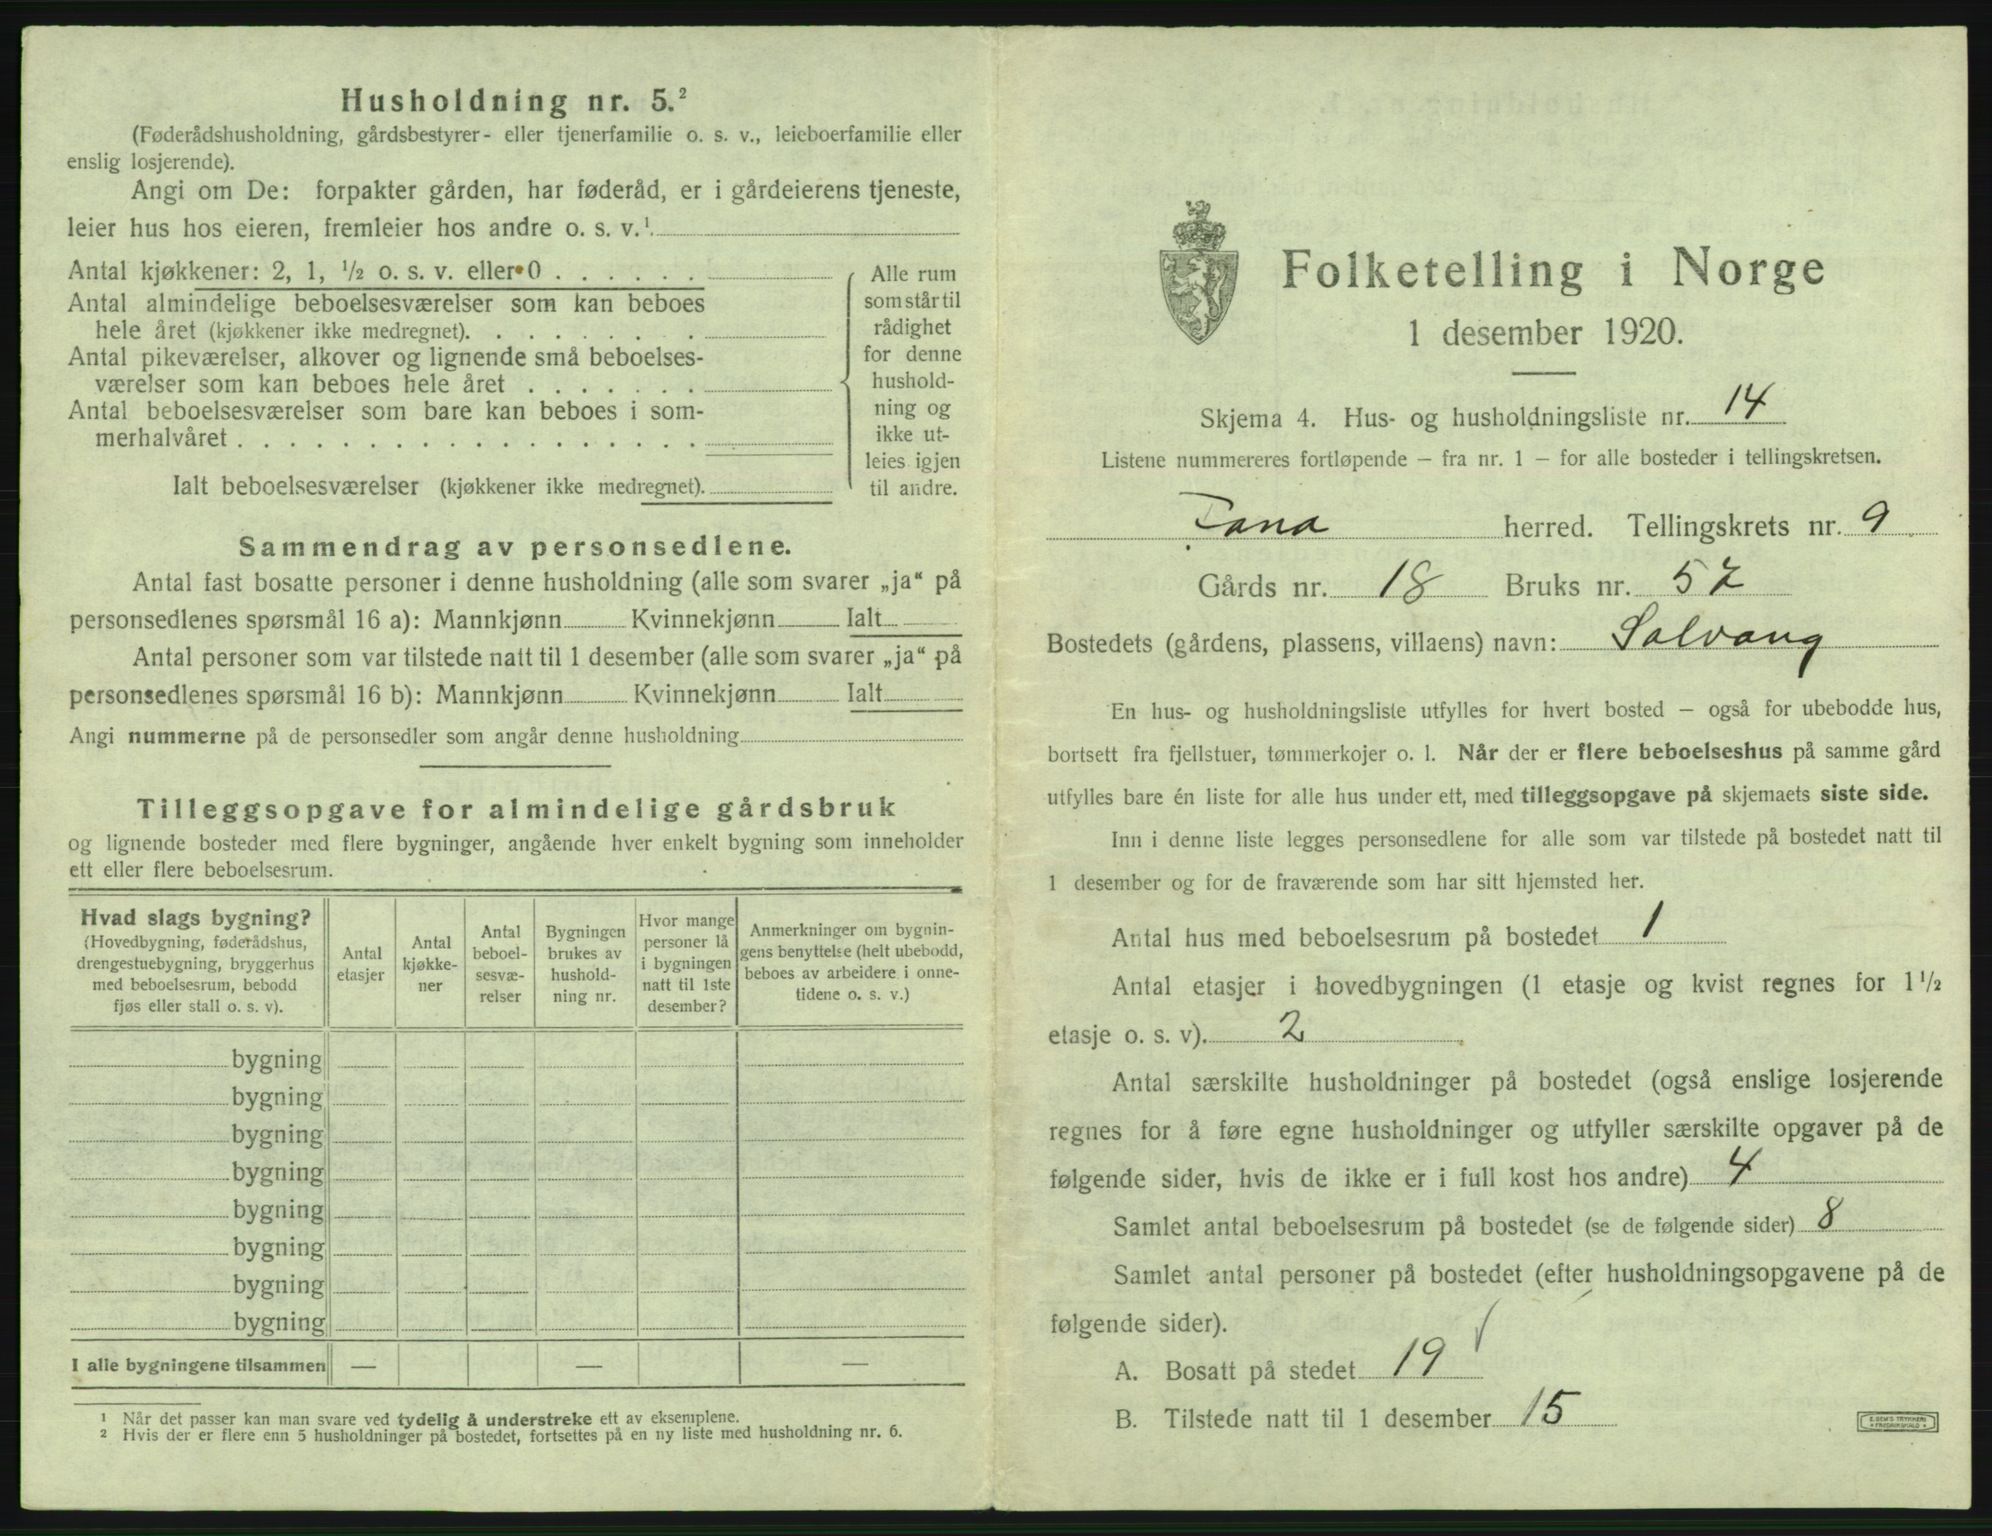 Husholdning nr. 5.²
(Føderådshusholdning, gårdsbestyrer- eller tjenerfamilie o. s. v., leieboerfamilie eller
enslig losjerende).
Angi om De: forpakter gården, har føderåd, er i gårdeierens tjeneste,
leier hus hos eieren, fremleier hos andre o. s. v.¹
Antal kjøkkener: 2, 1, ½ o. s. v. eller 0 . . . . . .
Antal almindelige beboelsesværelser som kan beboes
hele året (kjøkkener ikke medregnet). . . . . . . . .
Antal pikeværelser, alkover og lignende små beboelses-
værelser som kan beboes hele året . . . . . . .
Antal beboelsesværelser som bare kan beboes i som-
merhalvåret . . . . . . . . . . . . . . . . . .
Ialt beboelsesværelser (kjøkkener ikke medregnet).
Alle rum
som står til
rådighet
for denne
hushold-
ning og
ikke ut-
leies igjen
til andre.
Sammendrag av personsedlene.
Antal fast bosatte personer i denne husholdning (alle som svarer „ja“ på
personsedlenes spørsmål 16 a): Mannkjønn Kvinnekjønn Ialt
Antal personer som var tilstede natt til 1 desember (alle som svarer „ja“ på
personsedlenes spørsmål 16 b): Mannkjønn Kvinnekjønn Ialt
Angi nummerne på de personsedler som angår denne husholdning
Tilleggsopgave for almindelige gårdsbruk
og lignende bosteder med flere bygninger, angående hver enkelt bygning som inneholder
ett eller flere beboelsesrum.
Hvad slags bygning?
(Hovedbygning, føderådshus,
drengestuebygning, bryggerhus
med beboelsesrum, bebodd
fjøs eller stall o. s. v).
Antal
etasjer
Antal
kjøkke-
ner
Antal
beboel-
sesvæ-
relser
Bygningen
brukes av
hushold-
ning nr.
Hvor mange
personer lå
i bygningen
natt til 1ste
desember?
Anmerkninger om bygnin-
gens benyttelse (helt ubebodd,
beboes av arbeidere i onne-
tidene o. s. v.)
bygning
bygning
bygning
bygning
bygning
bygning
bygning
bygning
I alle bygningene tilsammen — — —
¹ Når det passer kan man svare ved tydelig å understreke ett av eksemplene.
² Hvis der er flere enn 5 husholdninger på bostedet, fortsettes på en ny liste med husholdning nr. 6.
Folketelling i Norge
1 desember 1920.
Skjema 4. Hus- og husholdningsliste nr. 14
Listene nummereres fortløpende – fra nr. 1 – for alle bosteder i tellingskretsen.
Fana herred. Tellingskrets nr. 9
Gårds nr. 18 Bruks nr. 57
Bostedets (gårdens, plassens, villaens) navn: Solvang
En hus- og husholdningsliste utfylles for hvert bosted – også for ubebodde hus,
bortsett fra fjellstuer, tømmerkojer o. l. Når der er flere beboelseshus på samme gård
utfylles bare én liste for alle hus under ett, med tilleggsopgave på skjemaets siste side.
Inn i denne liste legges personsedlene for alle som var tilstede på bostedet natt til
1 desember og for de fraværende som har sitt hjemsted her.
Antal hus med beboelsesrum på bostedet 1
Antal etasjer i hovedbygningen (1 etasje og kvist regnes for 1½
etasje o. s. v). 2
Antal særskilte husholdninger på bostedet (også enslige losjerende
regnes for å føre egne husholdninger og utfyller særskilte opgaver på de
følgende sider, hvis de ikke er i full kost hos andre) 4
Samlet antal beboelsesrum på bostedet (se de følgende sider) 8
Samlet antal personer på bostedet (efter husholdningsopgavene på de
følgende sider).
A. Bosatt på stedet 19 √
B. Tilstede natt til 1 desember 15
E. SEM'S TRYKKERI
FREDRIKSHALD